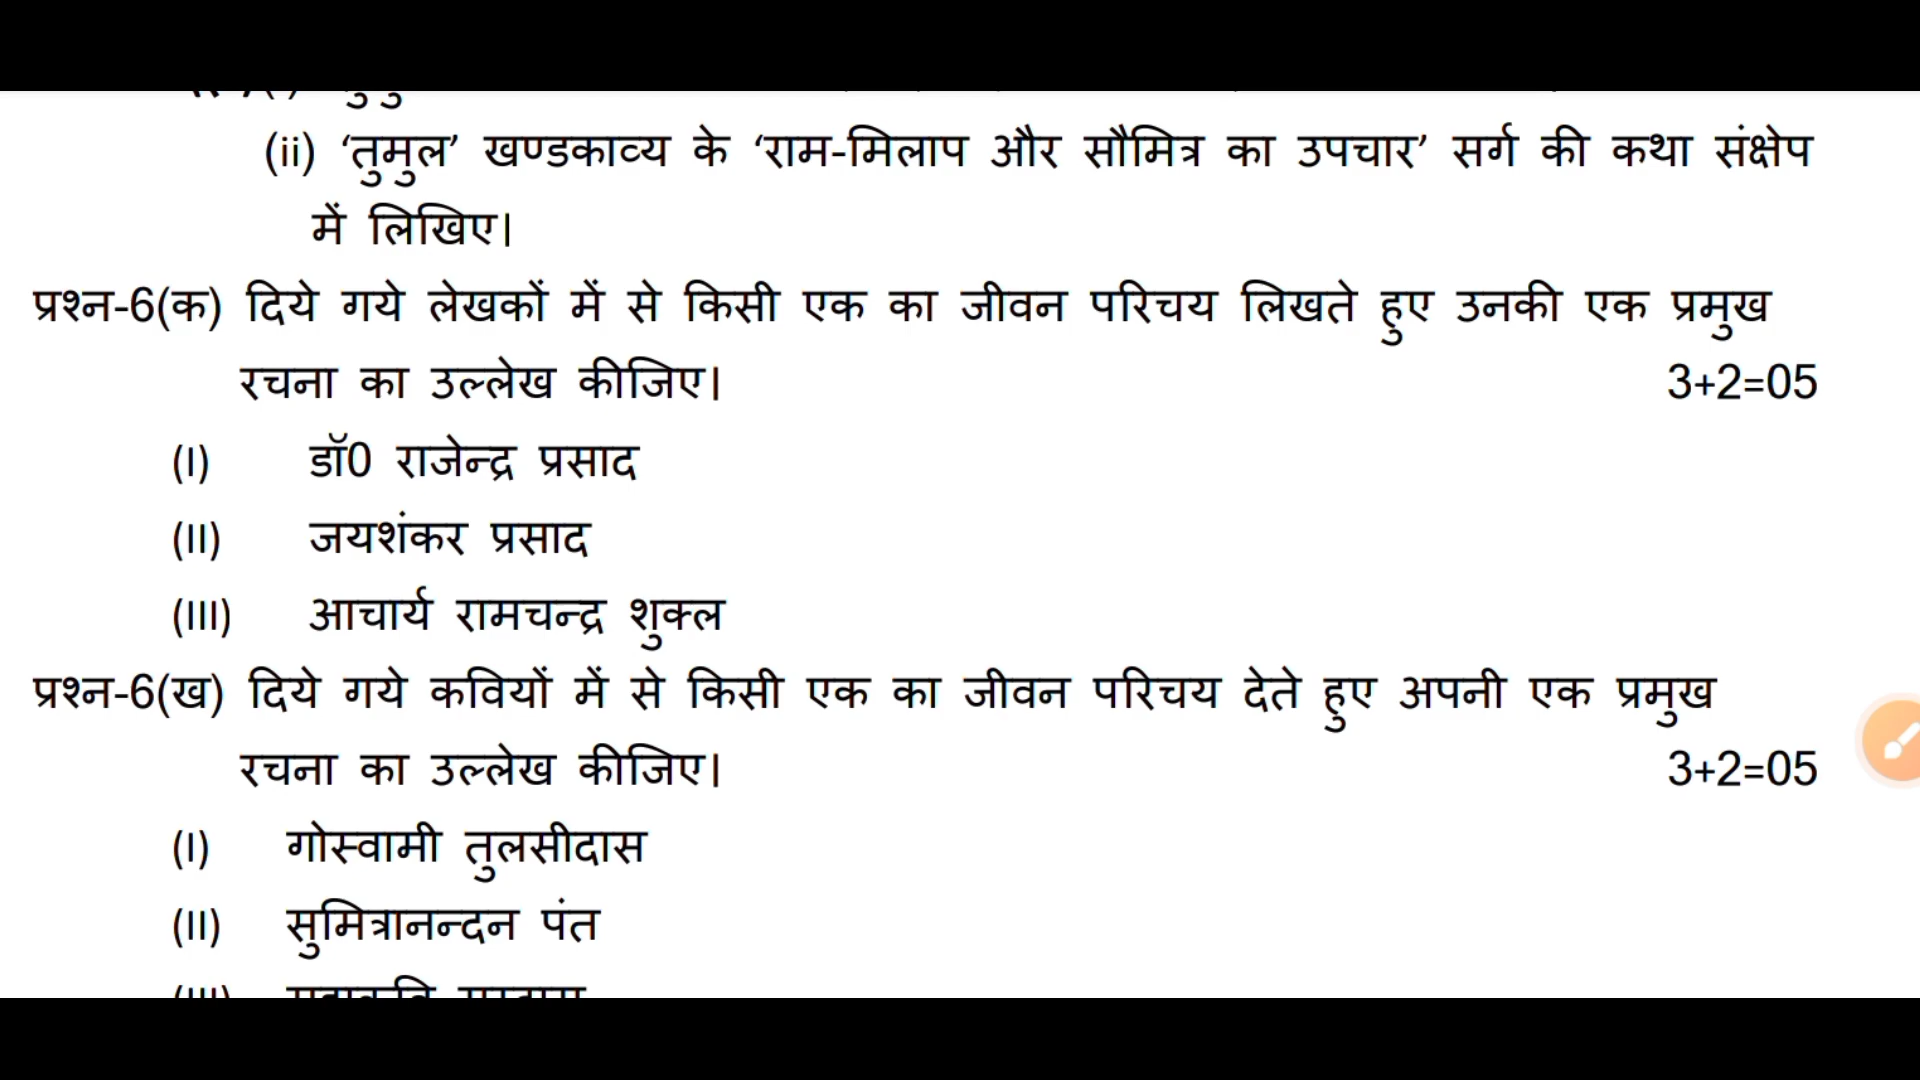 (ii) ‘तुमुल’ खण्डकाव्य के ‘राम-मिलाप और सौमित्र का उपचार’ सर्ग की कथा संक्षेप
में लिखिए।
प्रश्न-6(क) दिये गये लेखकों में से किसी एक का जीवन परिचय लिखते हुए उनकी एक प्रमुख
रचना का उल्लेख कीजिए। 3+2=05
(I) डॉ0 राजेन्द्र प्रसाद
(II) जयशंकर प्रसाद
(III) आचार्य रामचन्द्र शुक्ल
प्रश्न-6(ख) दिये गये कवियों में से किसी एक का जीवन परिचय देते हुए अपनी एक प्रमुख
रचना का उल्लेख कीजिए। 3+2=05
(I) गोस्वामी तुलसीदास
(II) सुमित्रानन्दन पंत